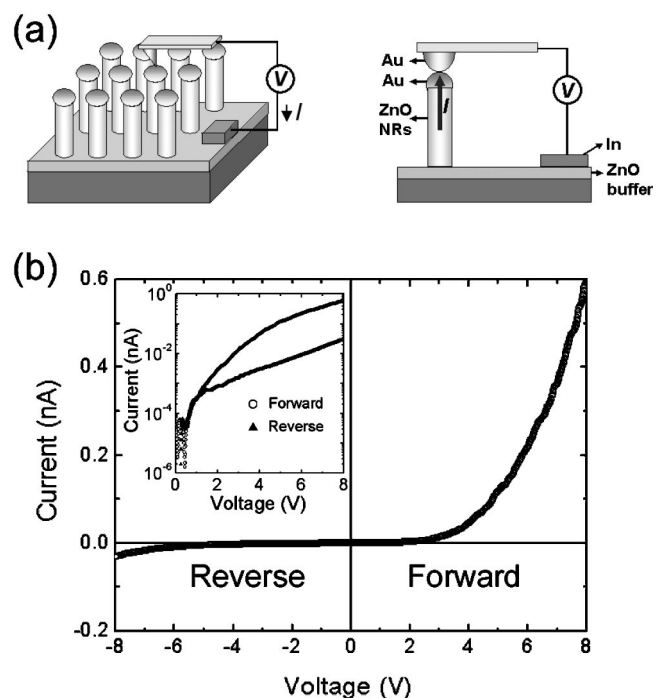 (a)
V
I
Au
Au
I
ZnO
NRs
V
In
ZnO
buffer
(b)
Current (nA)
0.6
0.4
0.2
0.0
-0.2
-8 -6 -4 -2 0 2 4 6 8
Voltage (V)
Reverse Forward
Current (nA)
10^0
10^-2
10^-4
10^-6
0 2 4 6 8
Voltage (V)
Forward
Reverse